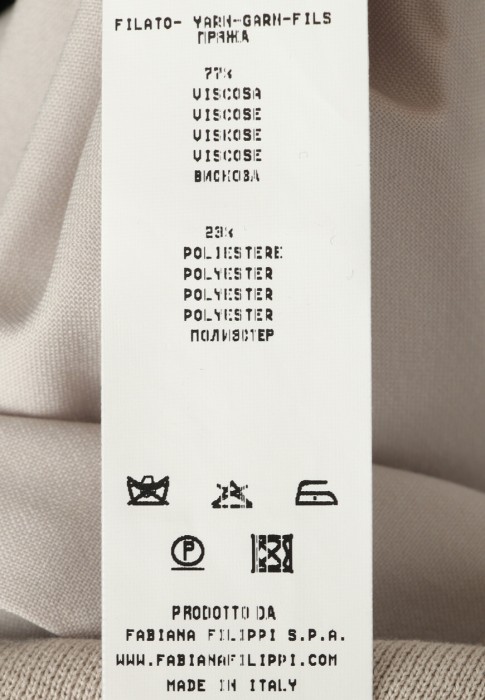 FILATO- YARN-GARN-FILS
ПРЯЖА
77%
VISCOSA
VISCOSE
VISKOSE
VISCOSE
ВИСКОЗА
23%
POLIESTERE
POLYESTER
POLYESTER
POLYESTER
ПОЛИЭСТЕР
P
PRODOTTO DA
FABIANA FILIPPI S.P.A.
WWW.FABIANAFILIPPI.COM
MADE IN ITALY